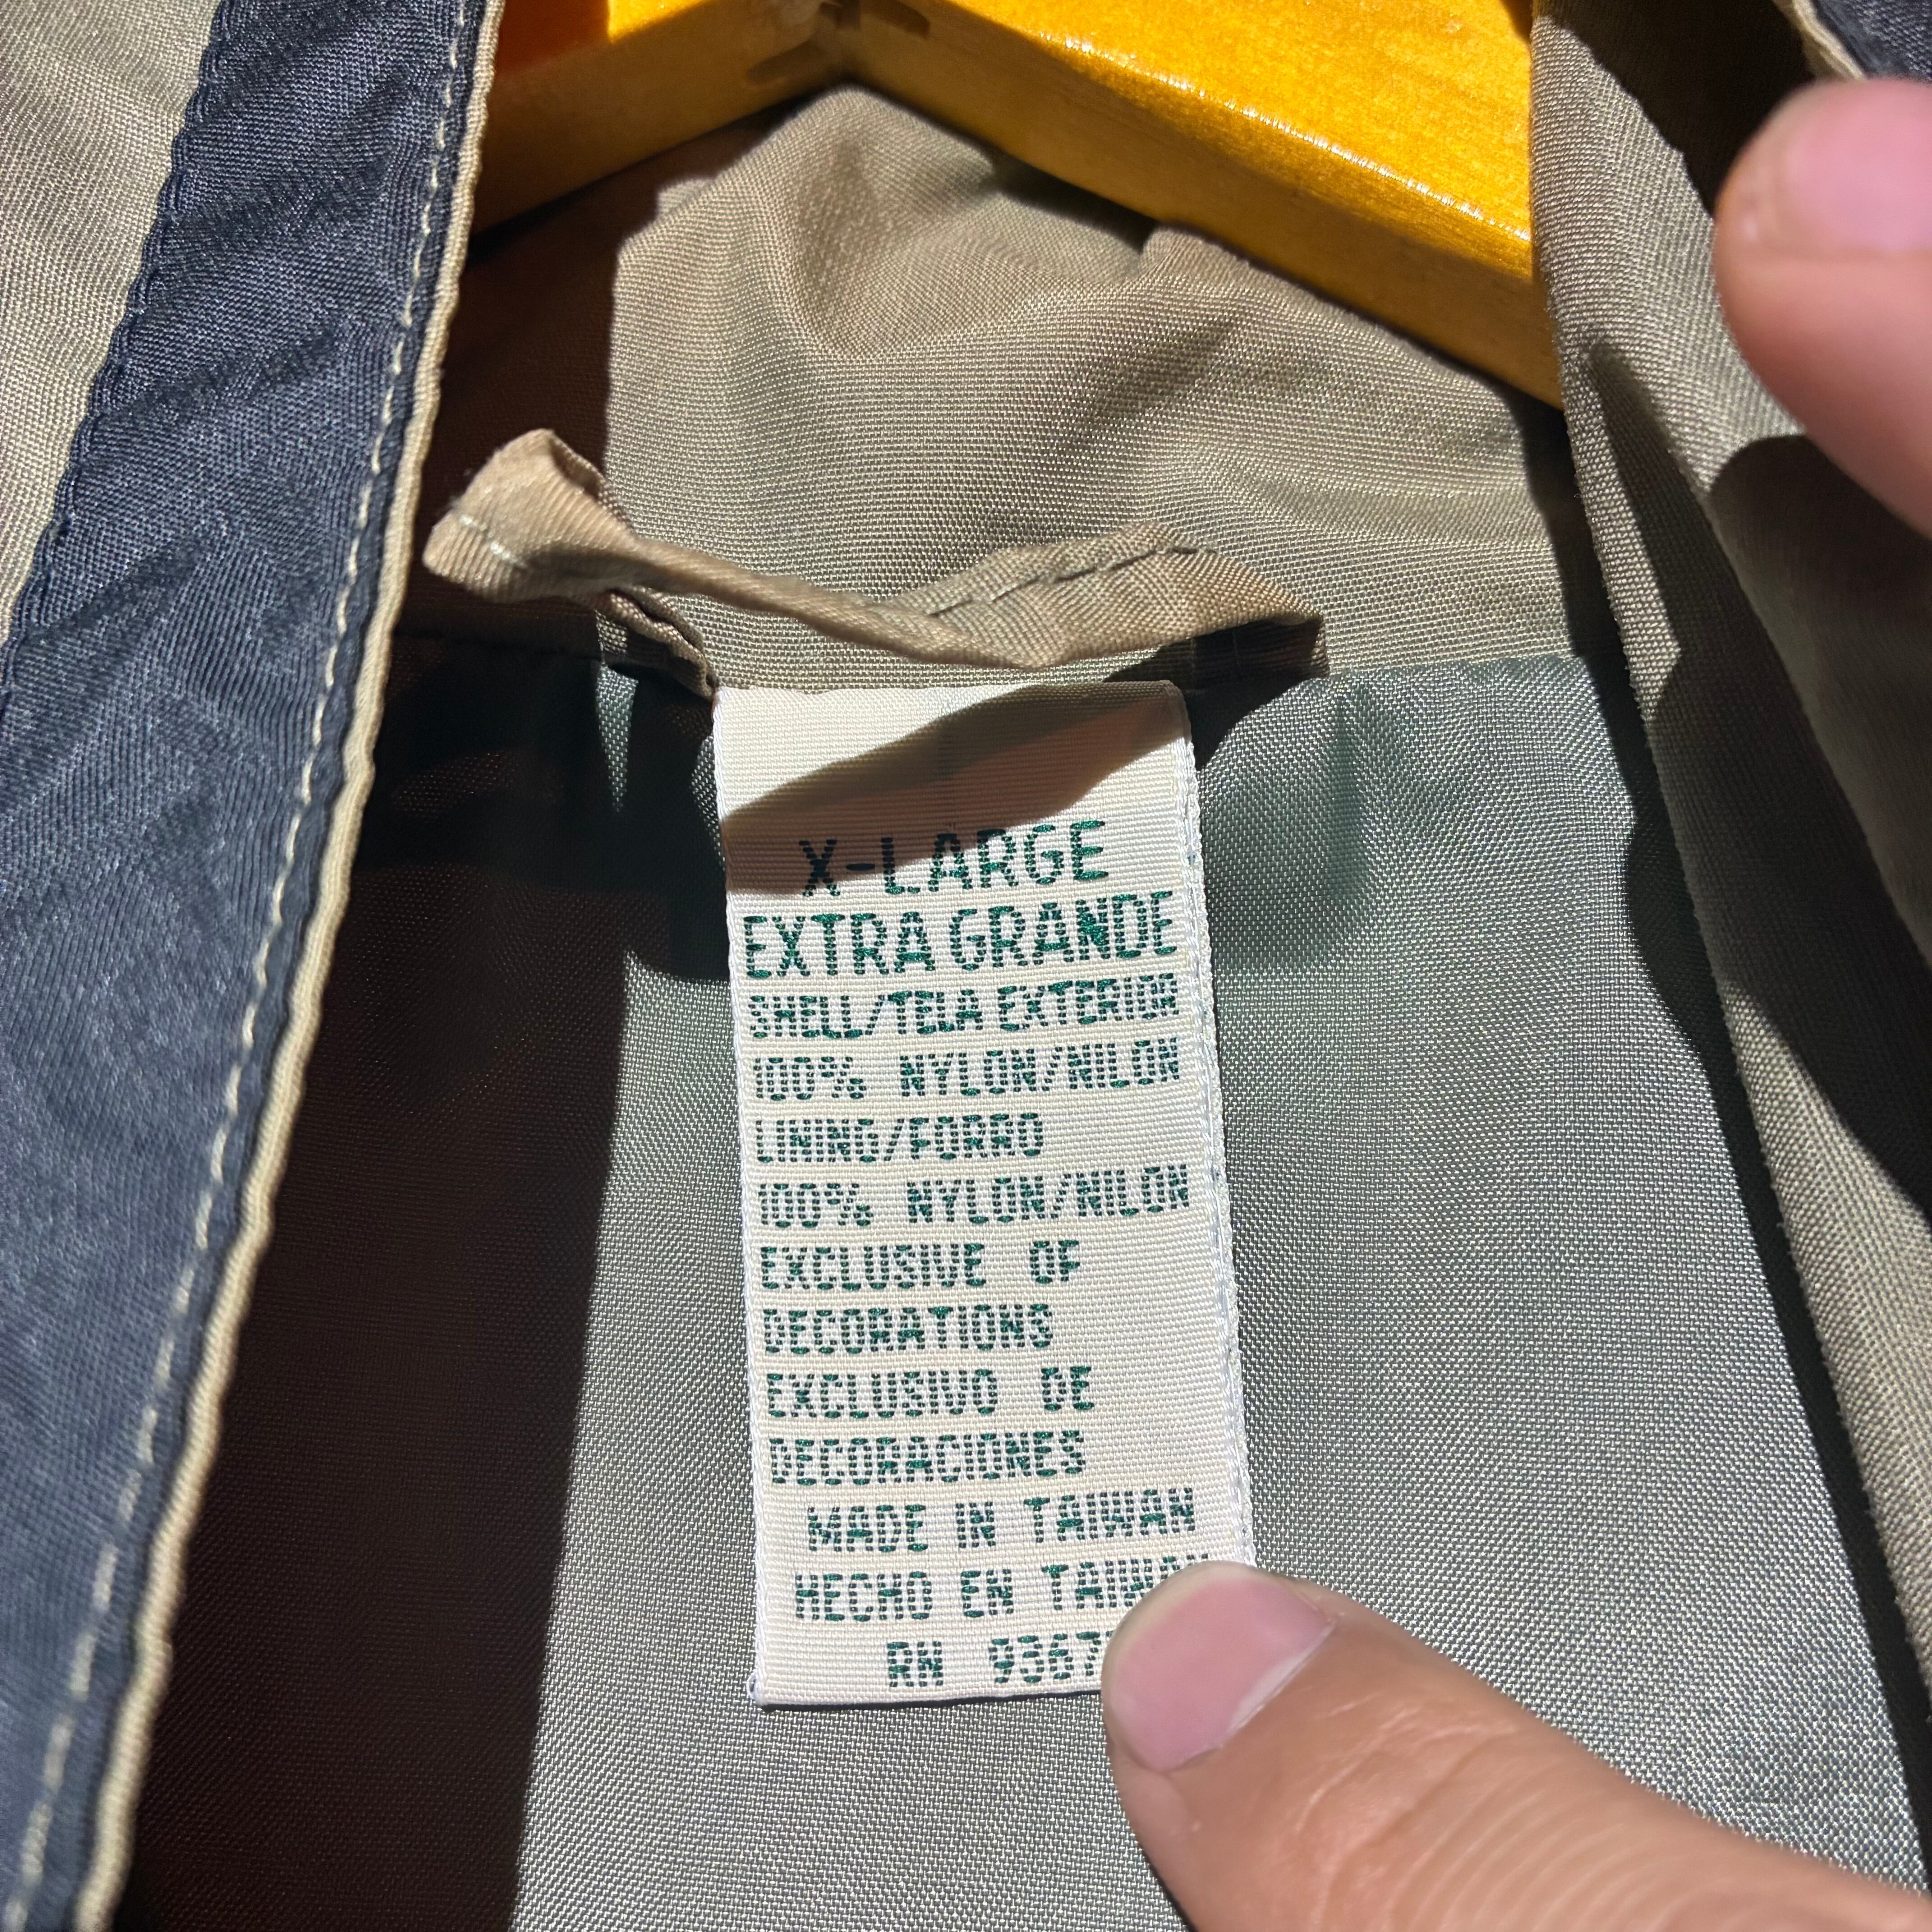 X-LARGE
EXTRA GRANDE
SHELL/TELA EXTERIOR
100% NYLON/NILON
LINING/FORRO
100% NYLON/NILON
EXCLUSIVE OF
DECORATIONS
EXCLUSIVO DE
DECORACIONES
MADE IN TAIWAN
HECHO EN TAIWAN
RN